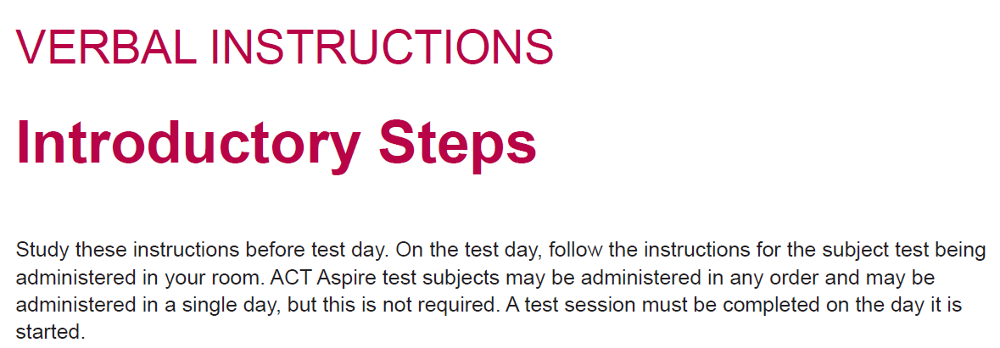 VERBAL INSTRUCTIONS
Introductory Steps
Study these instructions before test day. On the test day, follow the instructions for the subject test being
administered in your room. ACT Aspire test subjects may be administered in any order and may be
administered in a single day, but this is not required. A test session must be completed on the day it is
started.